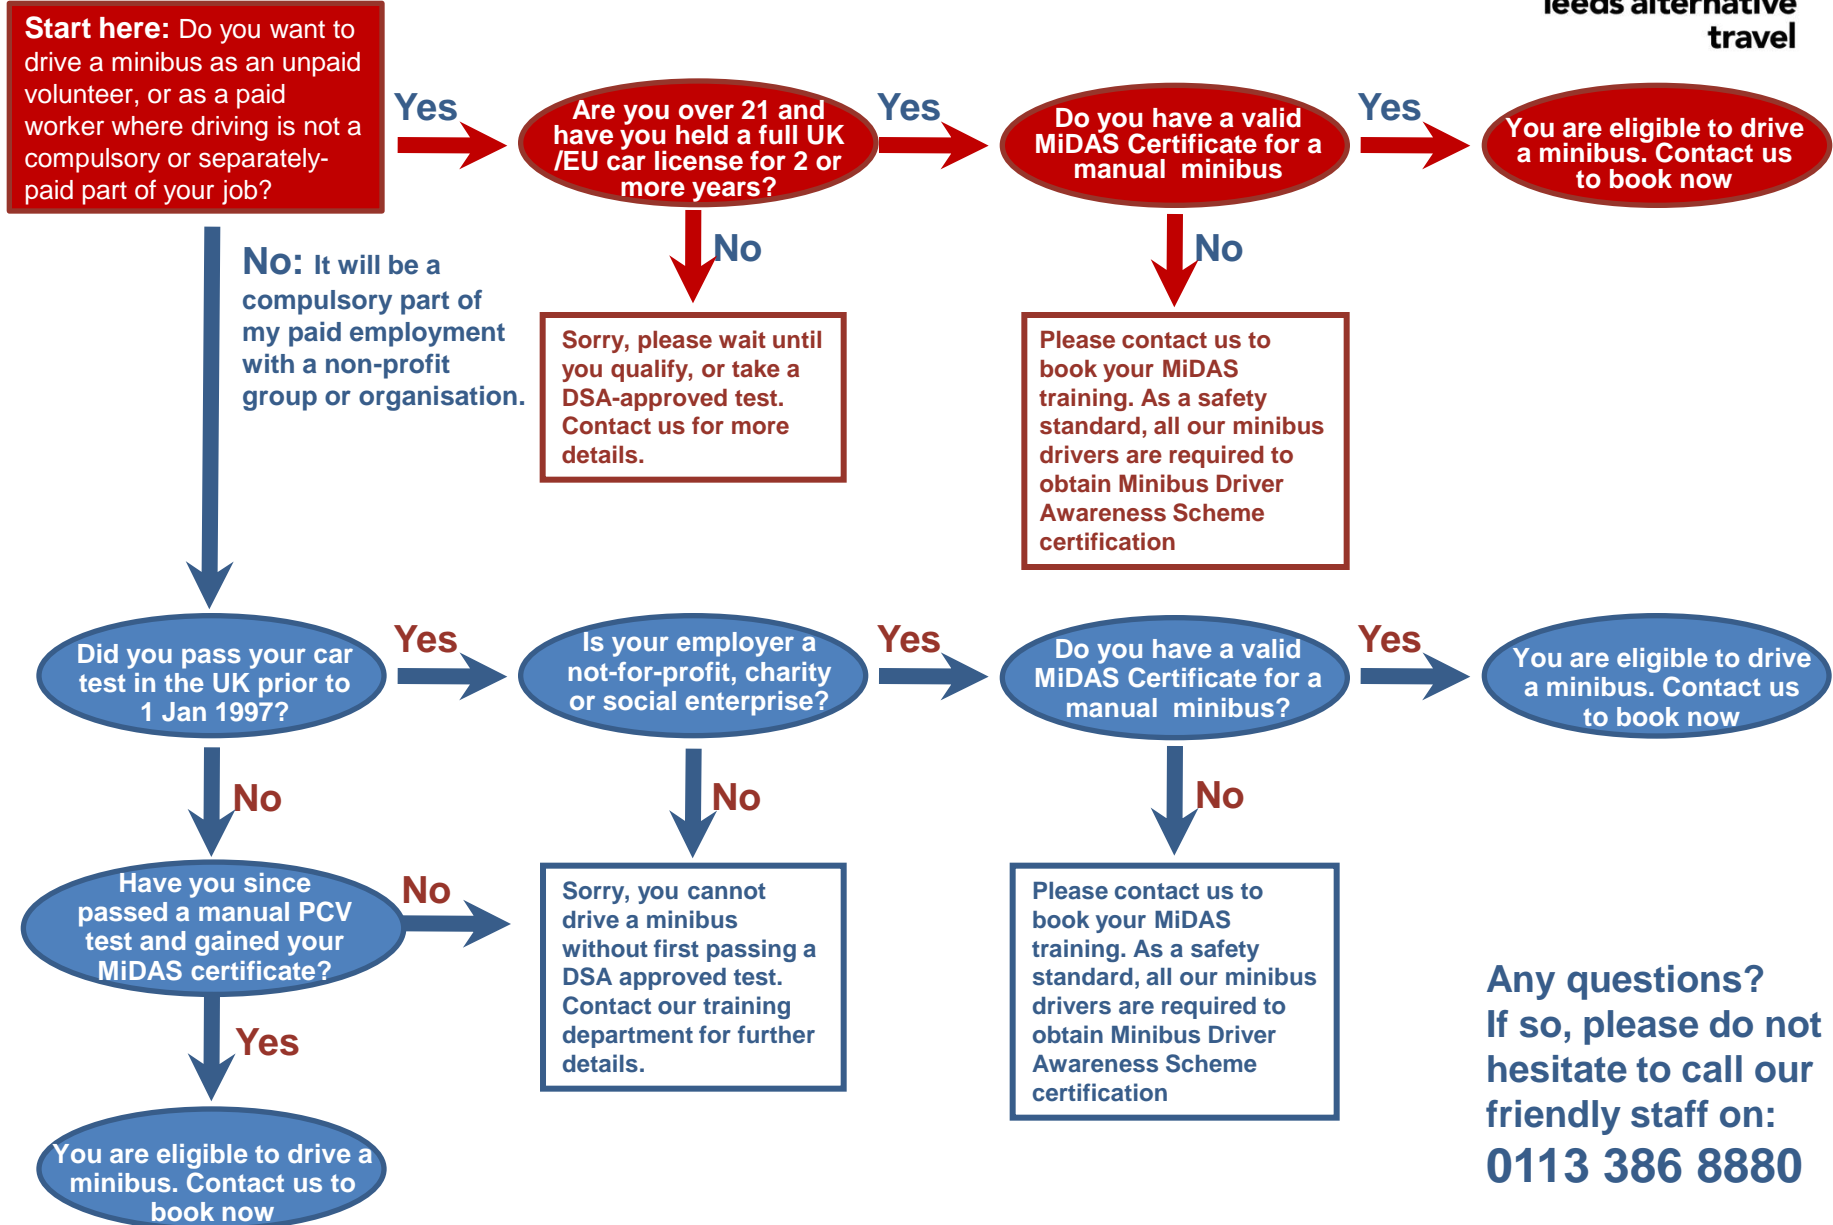 leeds alternative
travel
Start here: Do you want to
drive a minibus as an unpaid
volunteer, or as a paid
worker where driving is not a
compulsory or separately-
paid part of your job?
Yes
Are you over 21 and
have you held a full UK
/EU car license for 2 or
more years?
Yes
Do you have a valid
MiDAS Certificate for a
manual minibus
Yes
You are eligible to drive
a minibus. Contact us
to book now
No: It will be a
compulsory part of
my paid employment
with a non-profit
group or organisation.
No
Sorry, please wait until
you qualify, or take a
DSA-approved test.
Contact us for more
details.
No
Please contact us to
book your MiDAS
training. As a safety
standard, all our minibus
drivers are required to
obtain Minibus Driver
Awareness Scheme
certification
Did you pass your car
test in the UK prior to
1 Jan 1997?
Yes
Is your employer a
not-for-profit, charity
or social enterprise?
Yes
Do you have a valid
MiDAS Certificate for a
manual minibus?
Yes
You are eligible to drive
a minibus. Contact us
to book now
No
No
No
Have you since
passed a manual PCV
test and gained your
MiDAS certificate?
No
Sorry, you cannot
drive a minibus
without first passing a
DSA approved test.
Contact our training
department for further
details.
Please contact us to
book your MiDAS
training. As a safety
standard, all our minibus
drivers are required to
obtain Minibus Driver
Awareness Scheme
certification
Yes
You are eligible to drive a
minibus. Contact us to
book now
Any questions?
If so, please do not
hesitate to call our
friendly staff on:
0113 386 8880